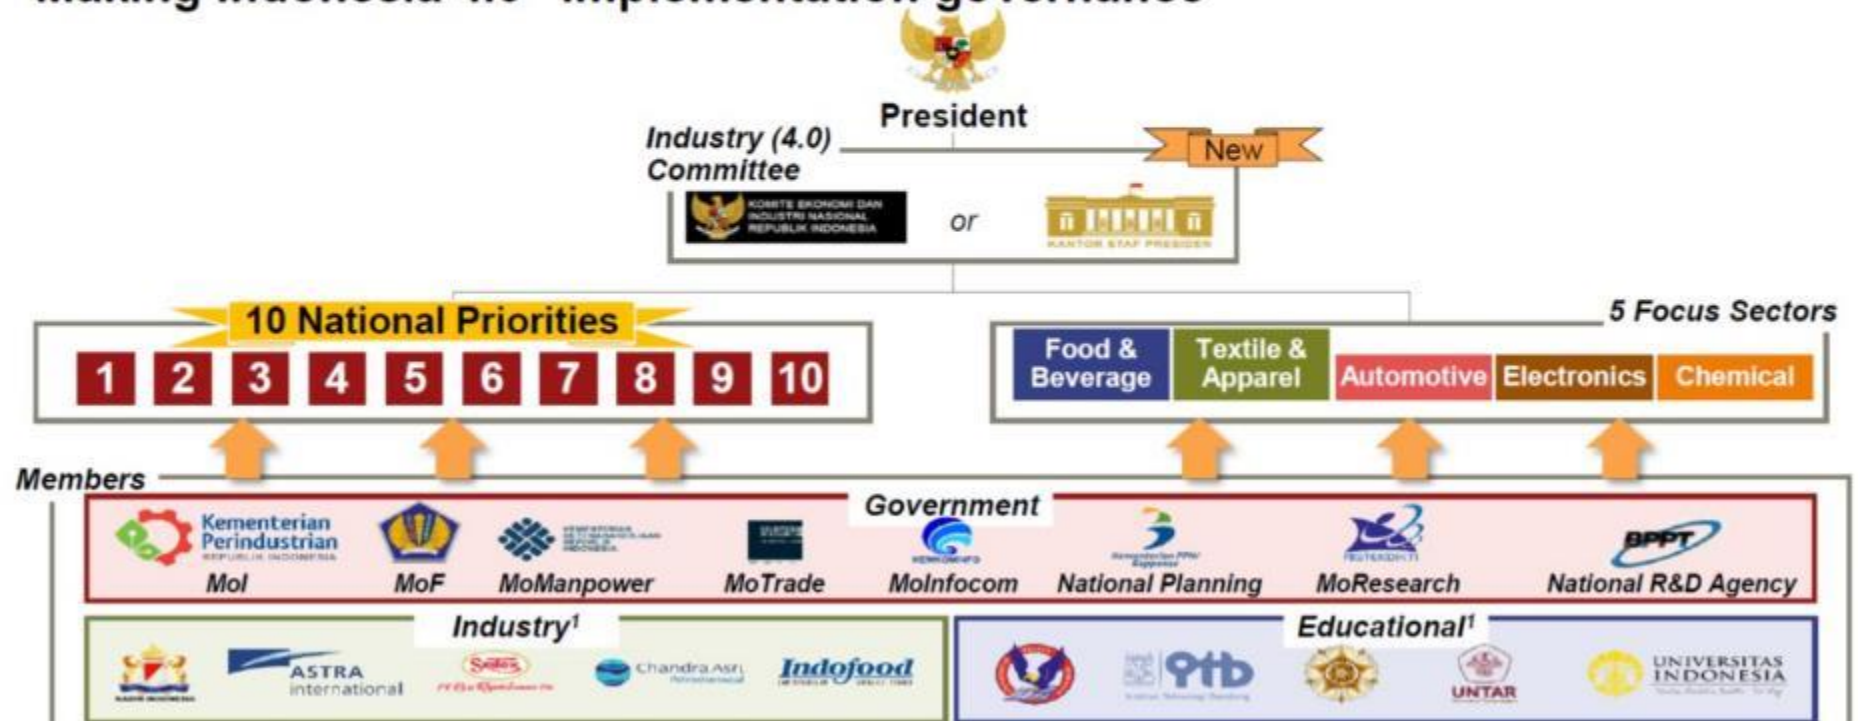 President
Industry (4.0)
Committee
New
KOMITE EKONOMI DAN
INDUSTRI NASIONAL
REPUBLIK INDONESIA
or
KANTOR STAF PRESIDEN
10 National Priorities
1 2 3 4 5 6 7 8 9 10
5 Focus Sectors
Food &
Beverage
Textile &
Apparel
Automotive
Electronics
Chemical
Members
Government
Kementerian
Perindustrian
REPUBLIK INDONESIA
MoI
MoF
MoManpower
MoTrade
KEMKOMINFO
MoInfocom
National Planning
MoResearch
BPPT
National R&D Agency
Industry¹
ASTRA
international
Chandra Asri
Petrochemical
Indofood
Educational¹
UNTAR
UNIVERSITAS
INDONESIA